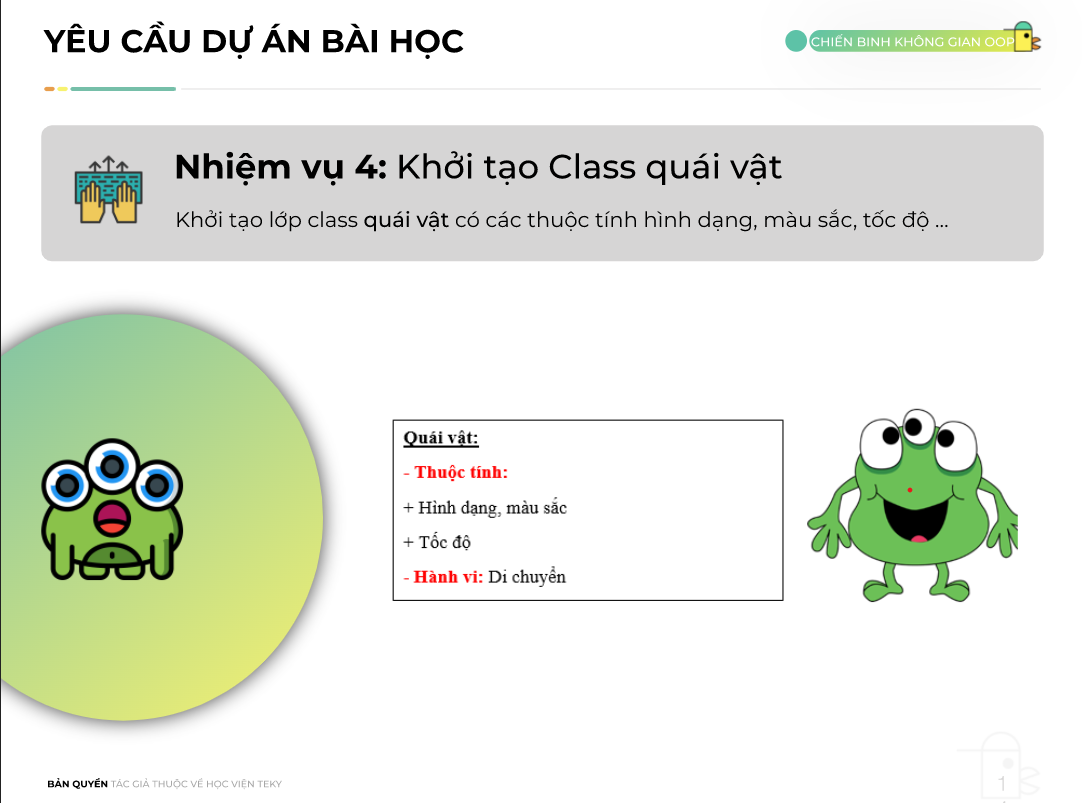 YÊU CẦU DỰ ÁN BÀI HỌC
CHIẾN BINH KHÔNG GIAN OOP
Nhiệm vụ 4: Khởi tạo Class quái vật
Khởi tạo lớp class quái vật có các thuộc tính hình dạng, màu sắc, tốc độ ...
Quái vật:
- Thuộc tính:
+ Hình dạng, màu sắc
+ Tốc độ
- Hành vi: Di chuyển
BẢN QUYỀN TÁC GIẢ THUỘC VỀ HỌC VIỆN TEKY
1